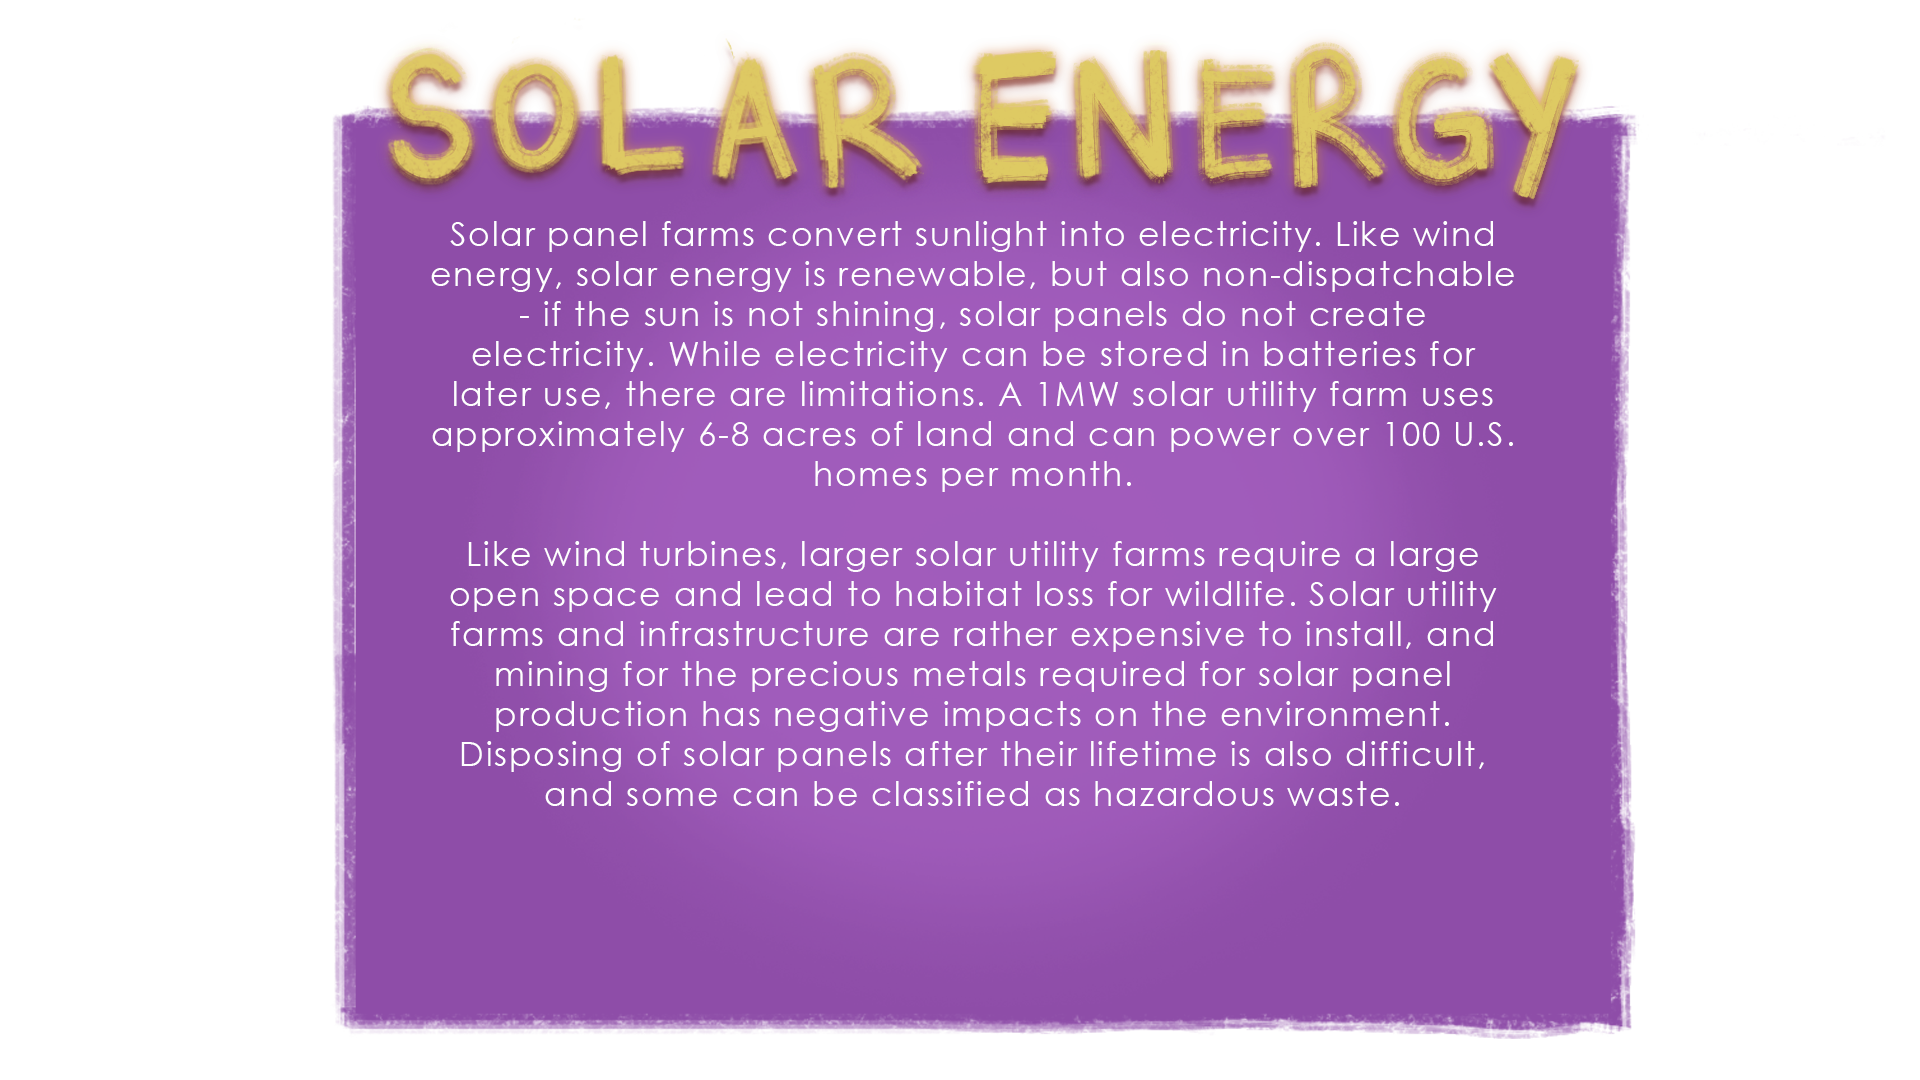 SOLAR ENERGY
Solar panel farms convert sunlight into electricity. Like wind
energy, solar energy is renewable, but also non-dispatchable
- if the sun is not shining, solar panels do not create
electricity. While electricity can be stored in batteries for
later use, there are limitations. A 1MW solar utility farm uses
approximately 6-8 acres of land and can power over 100 U.S.
homes per month.
Like wind turbines, larger solar utility farms require a large
open space and lead to habitat loss for wildlife. Solar utility
farms and infrastructure are rather expensive to install, and
mining for the precious metals required for solar panel
production has negative impacts on the environment.
Disposing of solar panels after their lifetime is also difficult,
and some can be classified as hazardous waste.